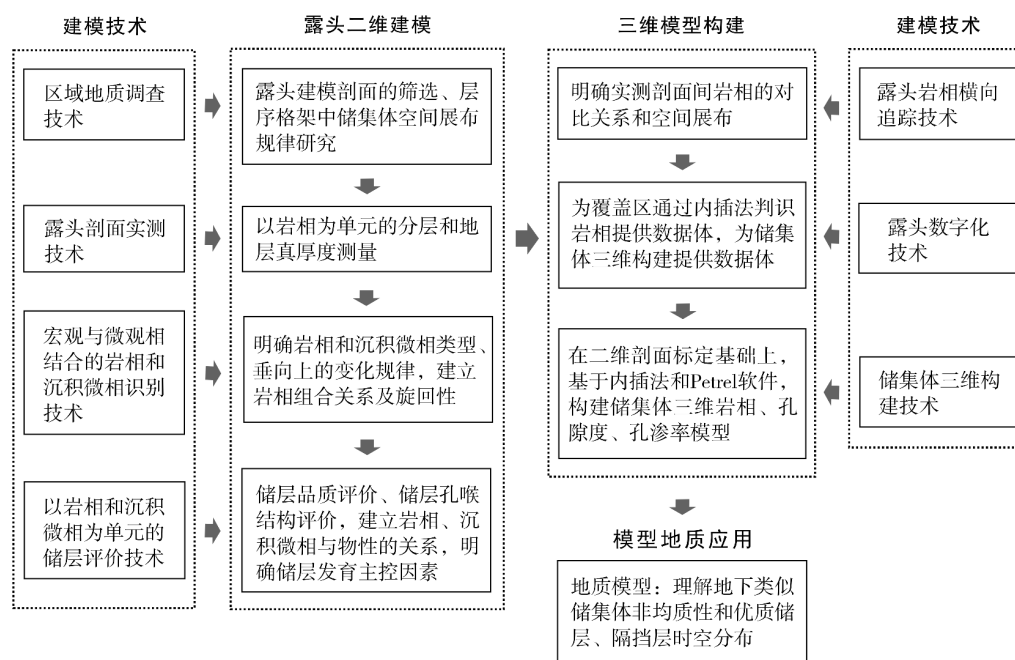 建模技术
区域地质调查
技术
露头剖面实测
技术
宏观与微观相
结合的岩相和
沉积微相识别
技术
以岩相和沉积
微相为单元的
储层评价技术
露头二维建模
露头建模剖面的筛选、层
序格架中储集体空间展布
规律研究
以岩相为单元的分层和地
层真厚度测量
明确岩相和沉积微相类型、
垂向上的变化规律，建立
岩相组合关系及旋回性
储层品质评价、储层孔喉
结构评价，建立岩相、沉
积微相与物性的关系，明
确储层发育主控因素
三维模型构建
明确实测剖面间岩相的对
比关系和空间展布
为覆盖区通过内插法判识
岩相提供数据体，为储集
体三维构建提供数据体
在二维剖面标定基础上，
基于内插法和Petrel软件，
构建储集体三维岩相、孔
隙度、孔渗率模型
模型地质应用
地质模型：理解地下类似
储集体非均质性和优质储
层、隔挡层时空分布
建模技术
露头岩相横向
追踪技术
露头数字化
技术
储集体三维构
建技术